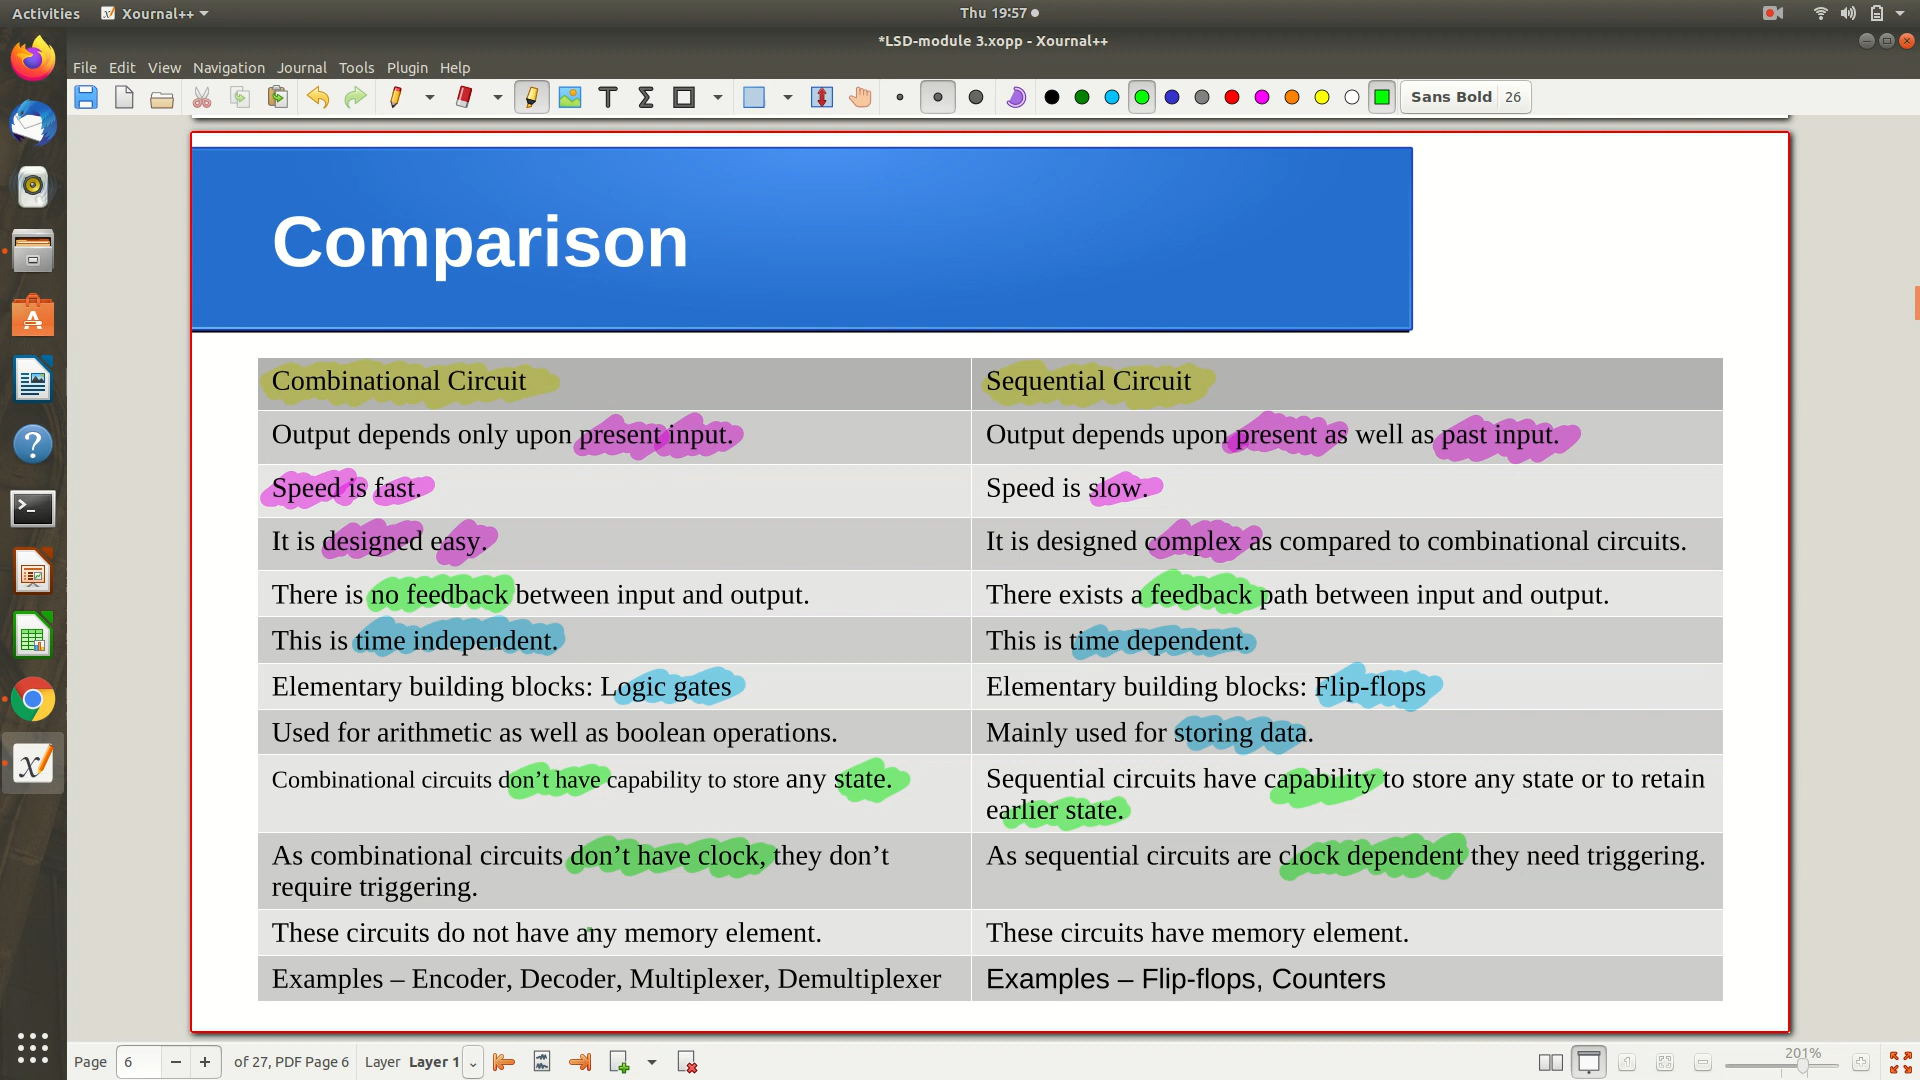 Activities Xournal++ Thu 19:57
*LSD-module 3.xopp - Xournal++
File Edit View Navigation Journal Tools Plugin Help
Sans Bold 26
Comparison
Combinational Circuit Sequential Circuit
Output depends only upon present input. Output depends upon present as well as past input.
Speed is fast. Speed is slow.
It is designed easy. It is designed complex as compared to combinational circuits.
There is no feedback between input and output. There exists a feedback path between input and output.
This is time independent. This is time dependent.
Elementary building blocks: Logic gates Elementary building blocks: Flip-flops
Used for arithmetic as well as boolean operations. Mainly used for storing data.
Combinational circuits don't have capability to store any state. Sequential circuits have capability to store any state or to retain
earlier state.
As combinational circuits don't have clock, they don't As sequential circuits are clock dependent they need triggering.
require triggering.
These circuits do not have any memory element. These circuits have memory element.
Examples – Encoder, Decoder, Multiplexer, Demultiplexer Examples – Flip-flops, Counters
Page 6 of 27, PDF Page 6 Layer Layer 1 201%